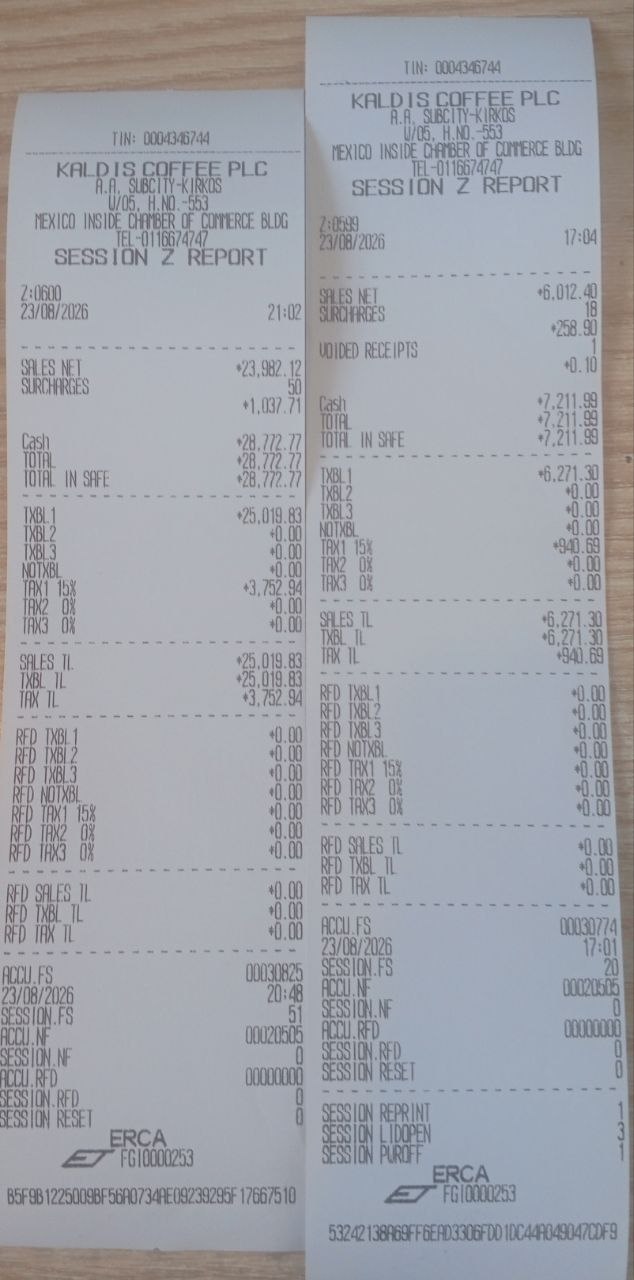 TIN: 0004346744
KALDIS COFFEE PLC
A.A. SUBCITY-KIRKOS
W/05, H.NO.-553
MEXICO INSIDE CHAMBER OF COMMERCE BLDG
TEL-0116674747
SESSION Z REPORT
Z:0600
23/08/2026 21:02
SALES NET *23,982.12
SURCHARGES 50
*1,037.71
Cash *28,772.77
TOTAL *28,772.77
TOTAL IN SAFE *28,772.77
TXBL1 *25,019.83
TXBL2 *0.00
TXBL3 *0.00
NOTXBL *0.00
TAX1 15% *3,752.94
TAX2 0% *0.00
TAX3 0% *0.00
SALES TL *25,019.83
TXBL TL *25,019.83
TAX TL *3,752.94
RFD TXBL1 *0.00
RFD TXBL2 *0.00
RFD TXBL3 *0.00
RFD NOTXBL *0.00
RFD TAX1 15% *0.00
RFD TAX2 0% *0.00
RFD TAX3 0% *0.00
RFD SALES TL *0.00
RFD TXBL TL *0.00
RFD TAX TL *0.00
ACCU.FS 00030825
23/08/2026 20:48
SESSION.FS 51
ACCU.NF 00020505
SESSION.NF 0
ACCU.RFD 00000000
SESSION.RFD 0
SESSION RESET 0
ERCA
ET FGI0000253
B5F9B1225009BF56A0734AE09239295F17667510
TIN: 0004346744
KALDIS COFFEE PLC
A.A. SUBCITY-KIRKOS
W/05, H.NO.-553
MEXICO INSIDE CHAMBER OF COMMERCE BLDG
TEL-0116674747
SESSION Z REPORT
Z:0599
23/08/2026 17:04
SALES NET *6,012.40
SURCHARGES 18
*258.90
VOIDED RECEIPTS 1
*0.10
Cash *7,211.99
TOTAL *7,211.99
TOTAL IN SAFE *7,211.99
TXBL1 *6,271.30
TXBL2 *0.00
TXBL3 *0.00
NOTXBL *0.00
TAX1 15% *940.69
TAX2 0% *0.00
TAX3 0% *0.00
SALES TL *6,271.30
TXBL TL *6,271.30
TAX TL *940.69
RFD TXBL1 *0.00
RFD TXBL2 *0.00
RFD TXBL3 *0.00
RFD NOTXBL *0.00
RFD TAX1 15% *0.00
RFD TAX2 0% *0.00
RFD TAX3 0% *0.00
RFD SALES TL *0.00
RFD TXBL TL *0.00
RFD TAX TL *0.00
ACCU.FS 00030774
23/08/2026 17:01
SESSION.FS 20
ACCU.NF 00020505
SESSION.NF 0
ACCU.RFD 00000000
SESSION.RFD 0
SESSION RESET 0
SESSION REPRINT 1
SESSION LIDOPEN 3
SESSION PWROFF 1
ERCA
ET FGI0000253
53242138A69FF6EAD3306FDD1DC44A049047CDF9